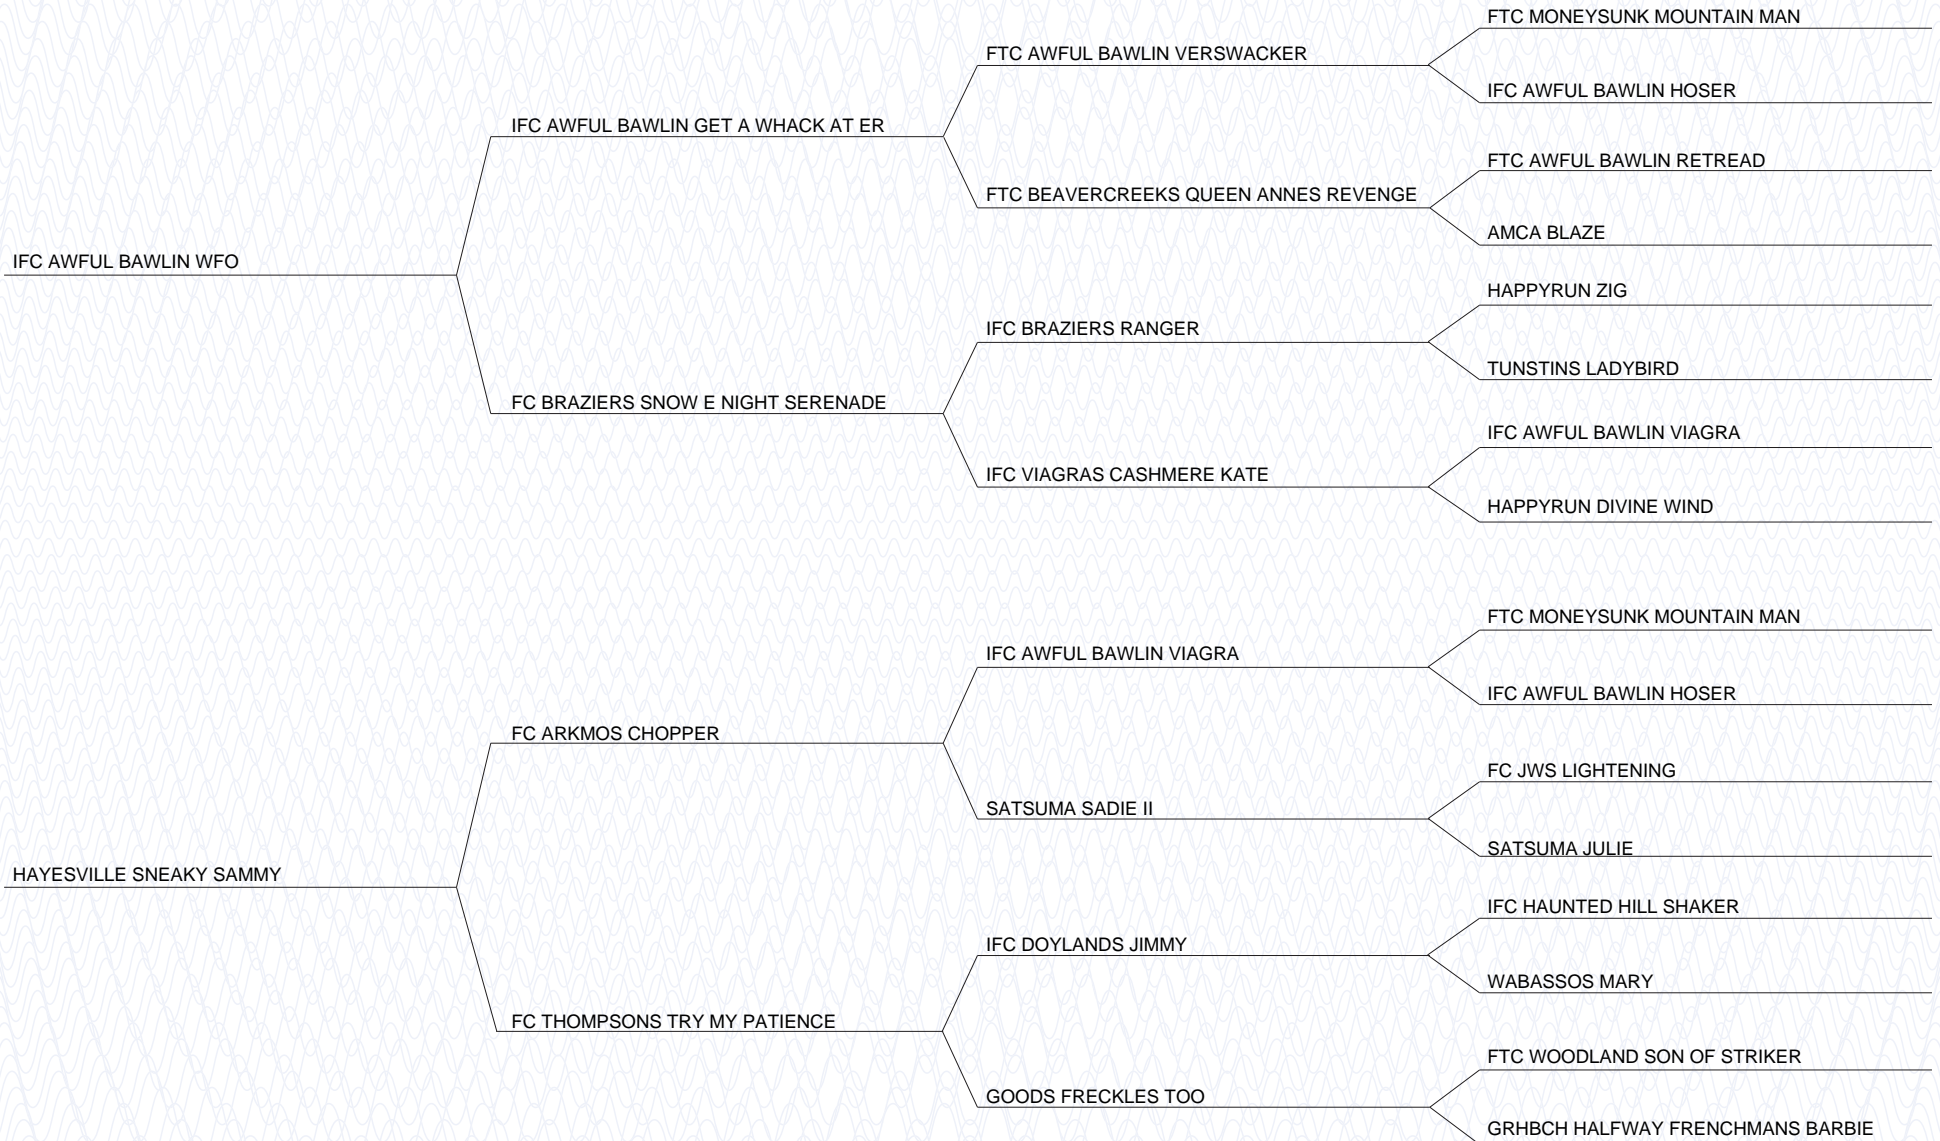 FTC MONEYSUNK MOUNTAIN MAN
FTC AWFUL BAWLIN VERSWACKER
IFC AWFUL BAWLIN HOSER
IFC AWFUL BAWLIN GET A WHACK AT ER
FTC AWFUL BAWLIN RETREAD
FTC BEAVERCREEKS QUEEN ANNES REVENGE
AMCA BLAZE
IFC AWFUL BAWLIN WFO
HAPPYRUN ZIG
IFC BRAZIERS RANGER
TUNSTINS LADYBIRD
FC BRAZIERS SNOW E NIGHT SERENADE
IFC AWFUL BAWLIN VIAGRA
IFC VIAGRAS CASHMERE KATE
HAPPYRUN DIVINE WIND
FTC MONEYSUNK MOUNTAIN MAN
IFC AWFUL BAWLIN VIAGRA
IFC AWFUL BAWLIN HOSER
FC ARKMOS CHOPPER
FC JWS LIGHTENING
SATSUMA SADIE II
SATSUMA JULIE
HAYESVILLE SNEAKY SAMMY
IFC HAUNTED HILL SHAKER
IFC DOYLANDS JIMMY
WABASSOS MARY
FC THOMPSONS TRY MY PATIENCE
FTC WOODLAND SON OF STRIKER
GOODS FRECKLES TOO
GRHBCH HALFWAY FRENCHMANS BARBIE